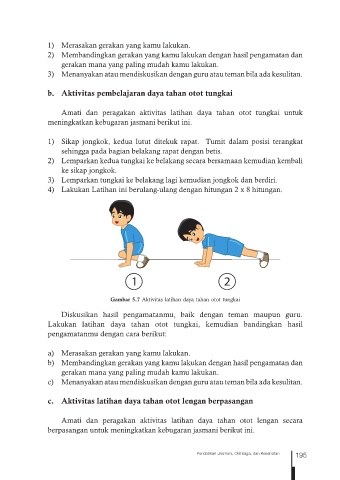 1) Merasakan gerakan yang kamu lakukan.
2) Membandingkan gerakan yang kamu lakukan dengan hasil pengamatan dan
gerakan mana yang paling mudah kamu lakukan.
3) Menanyakan atau mendiskusikan dengan guru atau teman bila ada kesulitan.
b. Aktivitas pembelajaran daya tahan otot tungkai
Amati dan peragakan aktivitas latihan daya tahan otot tungkai untuk
meningkatkan kebugaran jasmani berikut ini.
1) Sikap jongkok, kedua lutut ditekuk rapat. Tumit dalam posisi terangkat
sehingga pada bagian belakang rapat dengan betis.
2) Lemparkan kedua tungkai ke belakang secara bersamaan kemudian kembali
ke sikap jongkok.
3) Lemparkan tungkai ke belakang lagi kemudian jongkok dan berdiri.
4) Lakukan Latihan ini berulang-ulang dengan hitungan 2 x 8 hitungan.
1 2
Gambar 5.7 Aktivitas latihan daya tahan otot tungkai
Diskusikan hasil pengamatanmu, baik dengan teman maupun guru.
Lakukan latihan daya tahan otot tungkai, kemudian bandingkan hasil
pengamatanmu dengan cara berikut:
a) Merasakan gerakan yang kamu lakukan.
b) Membandingkan gerakan yang kamu lakukan dengan hasil pengamatan dan
gerakan mana yang paling mudah kamu lakukan.
c) Menanyakan atau mendiskusikan dengan guru atau teman bila ada kesulitan.
c. Aktivitas latihan daya tahan otot lengan berpasangan
Amati dan peragakan aktivitas latihan daya tahan otot lengan secara
berpasangan untuk meningkatkan kebugaran jasmani berikut ini.
Pendidikan Jasmani, Olahraga, dan Kesehatan 195